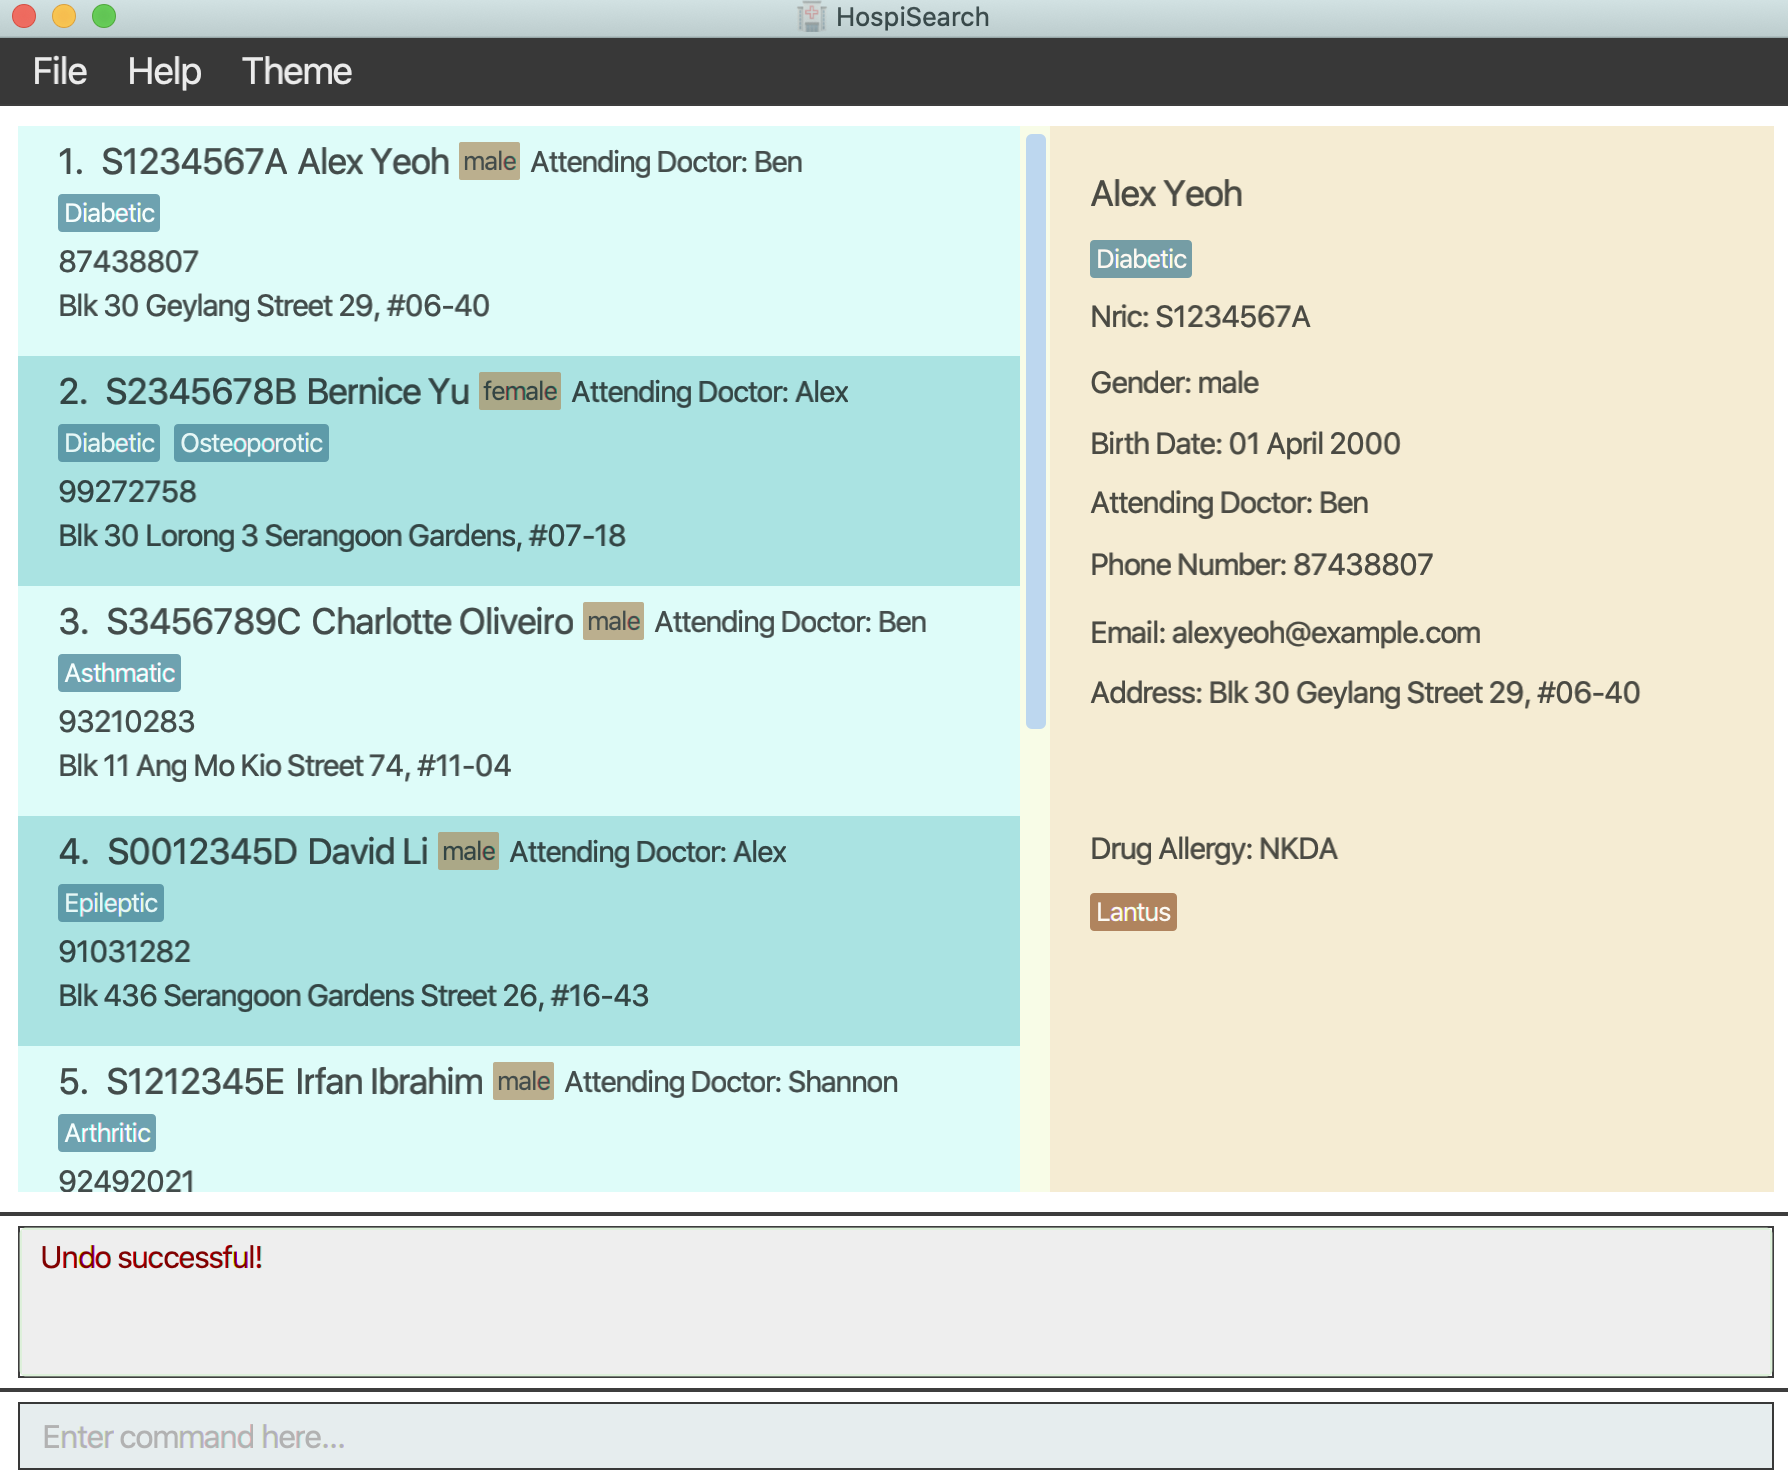 HospiSearch
File Help Theme
1. S1234567A Alex Yeoh male Attending Doctor: Ben
Diabetic
87438807
Blk 30 Geylang Street 29, #06-40
2. S2345678B Bernice Yu female Attending Doctor: Alex
Diabetic Osteoporotic
99272758
Blk 30 Lorong 3 Serangoon Gardens, #07-18
3. S3456789C Charlotte Oliveiro male Attending Doctor: Ben
Asthmatic
93210283
Blk 11 Ang Mo Kio Street 74, #11-04
4. S0012345D David Li male Attending Doctor: Alex
Epileptic
91031282
Blk 436 Serangoon Gardens Street 26, #16-43
5. S1212345E Irfan Ibrahim male Attending Doctor: Shannon
Arthritic
92492021
Alex Yeoh
Diabetic
Nric: S1234567A
Gender: male
Birth Date: 01 April 2000
Attending Doctor: Ben
Phone Number: 87438807
Email: alexyeoh@example.com
Address: Blk 30 Geylang Street 29, #06-40
Drug Allergy: NKDA
Lantus
Undo successful!
Enter command here...